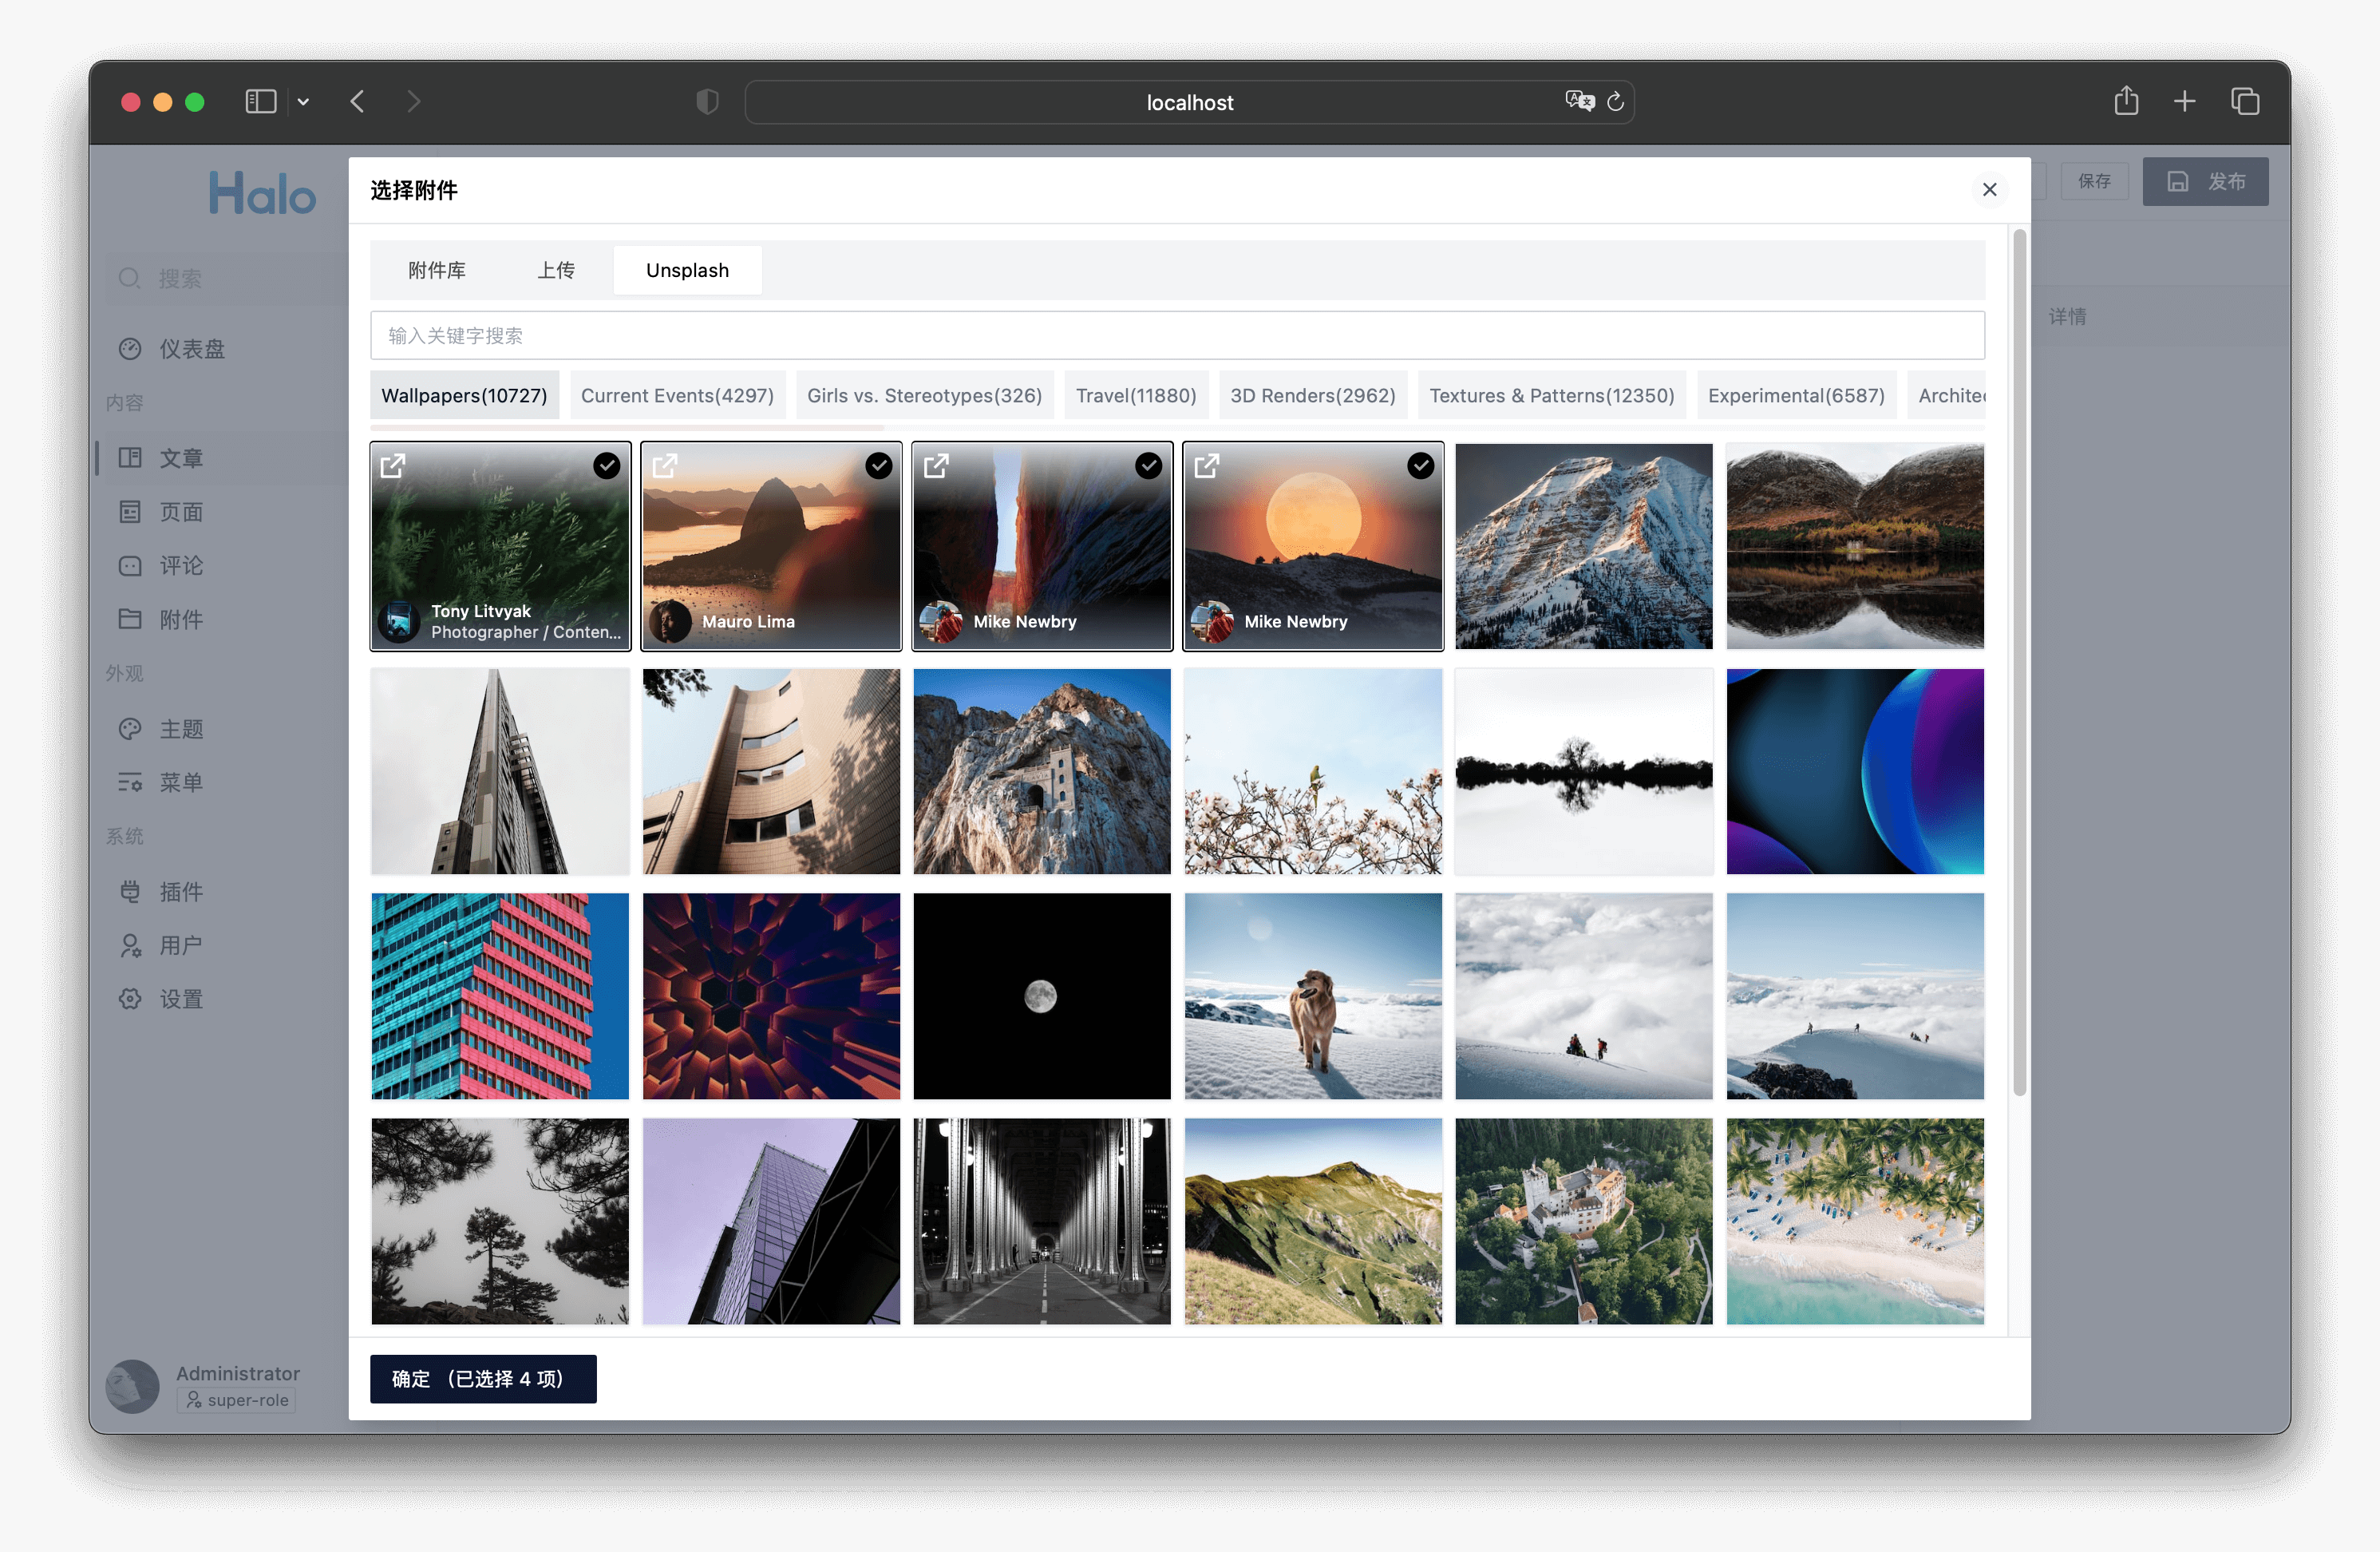 localhost
Halo
搜索
仪表盘
内容
文章
页面
评论
附件
外观
主题
菜单
系统
插件
用户
设置
Administrator
super-role
保存
发布
详情
选择附件
附件库
上传
Unsplash
输入关键字搜索
Wallpapers(10727)
Current Events(4297)
Girls vs. Stereotypes(326)
Travel(11880)
3D Renders(2962)
Textures & Patterns(12350)
Experimental(6587)
Archite
Tony Litvyak
Photographer / Conten...
Mauro Lima
Mike Newbry
Mike Newbry
确定 （已选择 4 项）